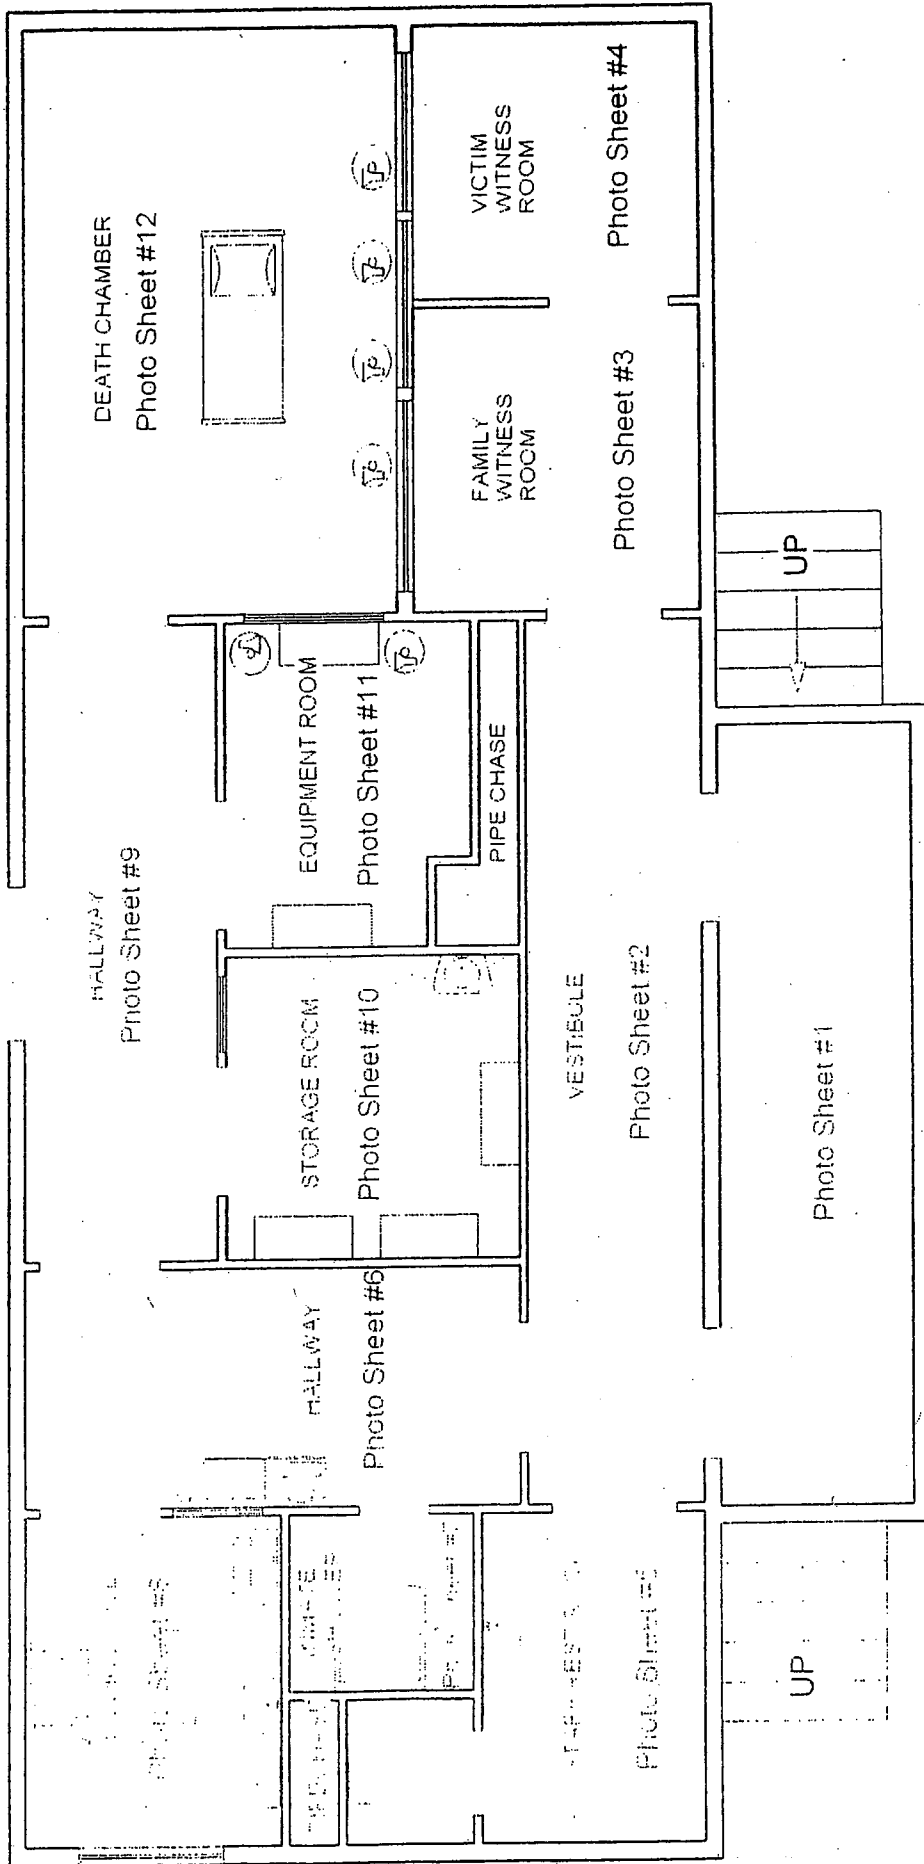 DEATH CHAMBER
Photo Sheet #12
VICTIM
WITNESS
ROOM
Photo Sheet #4
FAMILY
WITNESS
ROOM
Photo Sheet #3
UP
EQUIPMENT ROOM
Photo Sheet #11
PIPE CHASE
HALLWAY
Photo Sheet #9
STORAGE ROOM
Photo Sheet #10
VESTIBULE
Photo Sheet #2
Photo Sheet #1
HALLWAY
Photo Sheet #6
Photo Sheet
UP